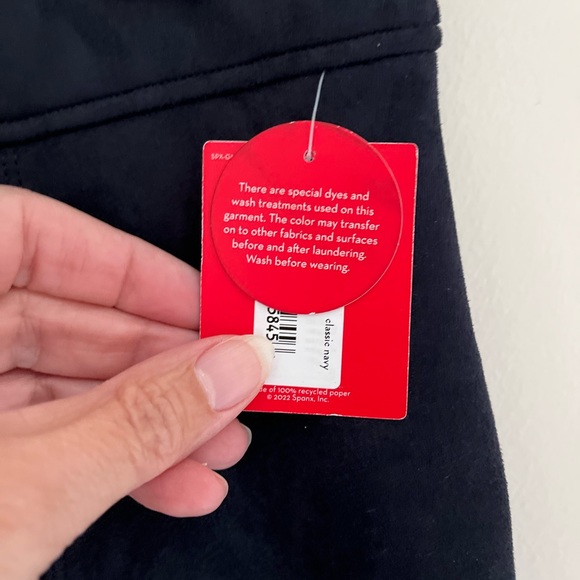 There are special dyes and
wash treatments used on this
garment. The color may transfer
on to other fabrics and surfaces
before and after laundering.
Wash before wearing.
5845
classic navy
of 100% recycled paper
© 2022 Spanx, Inc.